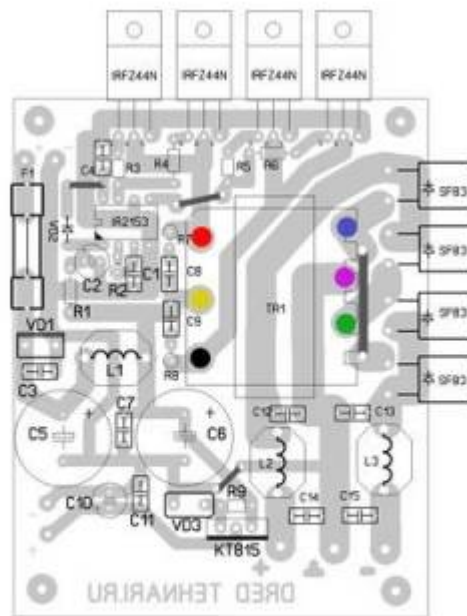 IRFZ44N IRFZ44N IRFZ44N IRFZ44N
C4 R3 R4 R5 R6
F1
VD2 IR2153
SF83
R7
C2 R2 C1 C8
SF83
R1 C9 TR1
VD1
SF83
C3 L1 R8
SF83
C7 C12 C13
C5 + + C6
L2 L3
R9
C10 C11 VD3 C14 C15
KT815
+ - +
DRED TEHNARI.RU